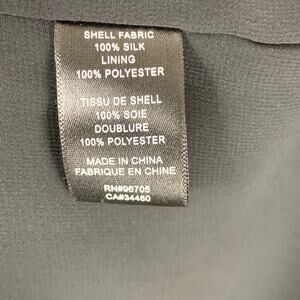 SHELL FABRIC
100% SILK
LINING
100% POLYESTER
TISSU DE SHELL
100% SOIE
DOUBLURE
100% POLYESTER
MADE IN CHINA
FABRIQUE EN CHINE
RN#96705
CA#34460